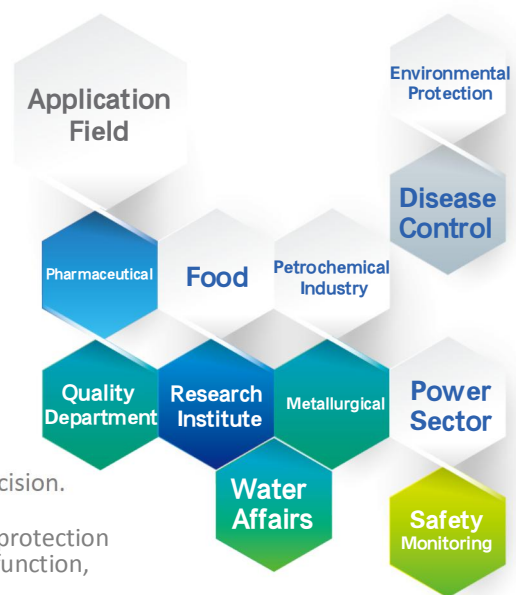 Application
Field
Environmental
Protection
Disease
Control
Pharmaceutical
Food
Petrochemical
Industry
Quality
Department
Research
Institute
Metallurgical
Power
Sector
Water
Affairs
Safety
Monitoring
cision.
protection
function,